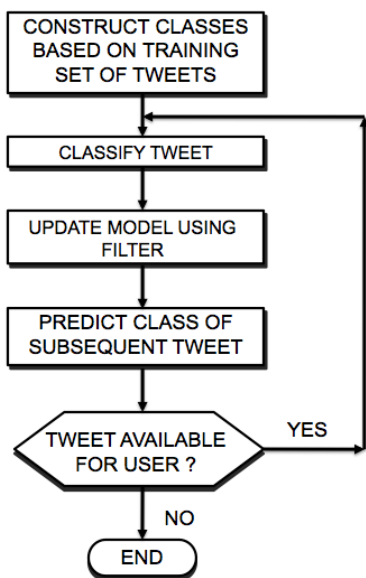 CONSTRUCT CLASSES
BASED ON TRAINING
SET OF TWEETS
CLASSIFY TWEET
UPDATE MODEL USING
FILTER
PREDICT CLASS OF
SUBSEQUENT TWEET
TWEET AVAILABLE
FOR USER ?
YES
NO
END